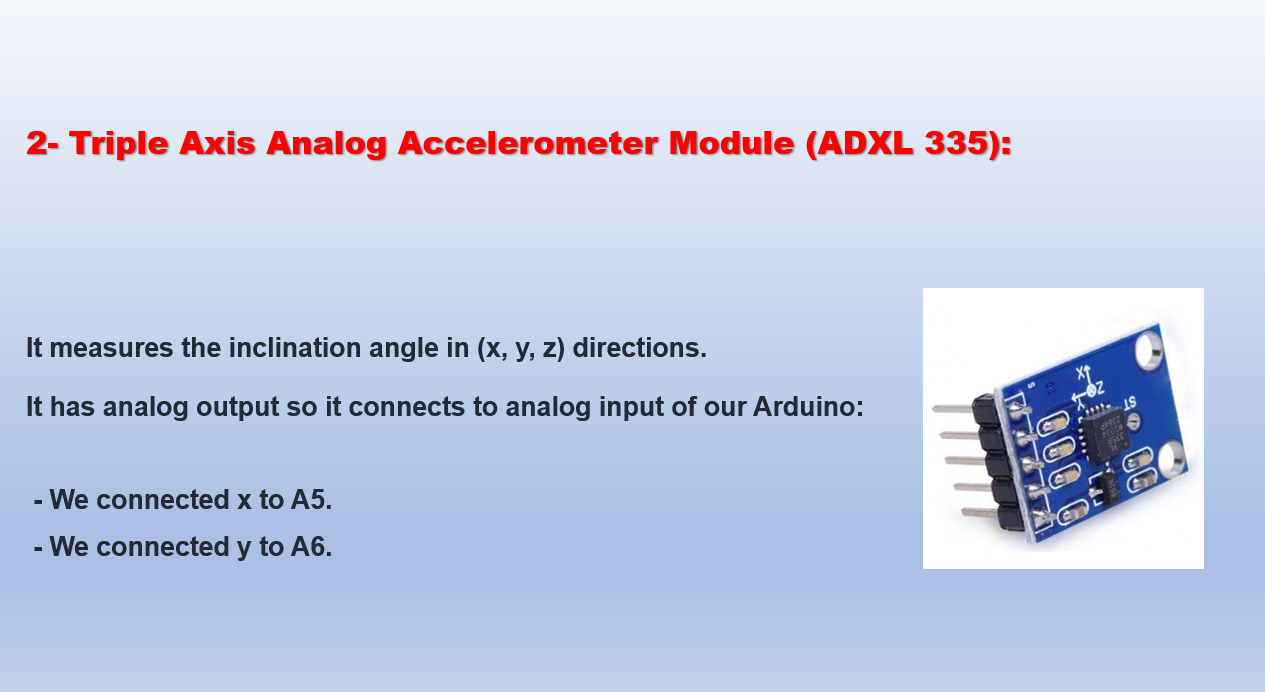 2- Triple Axis Analog Accelerometer Module (ADXL 335):
It measures the inclination angle in (x, y, z) directions.
It has analog output so it connects to analog input of our Arduino:
- We connected x to A5.
- We connected y to A6.
X
Z
Y
ST